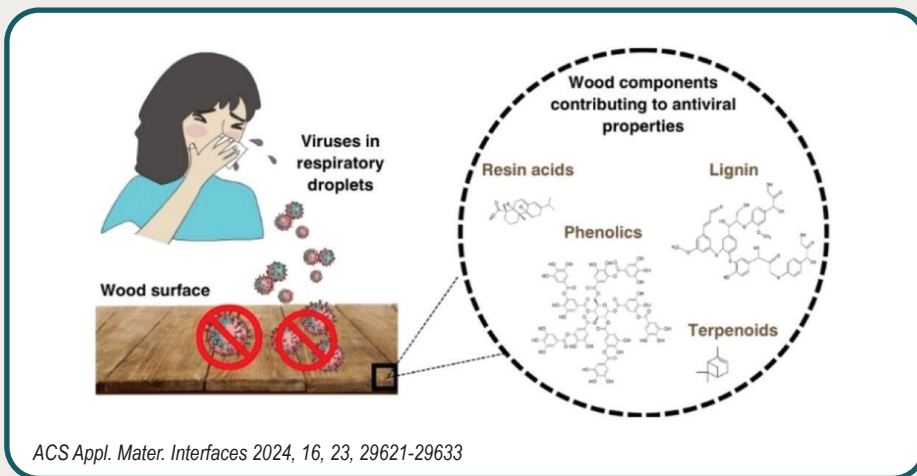 Viruses in
respiratory
droplets
Wood surface
Wood components
contributing to antiviral
properties
Resin acids
Lignin
Phenolics
Terpenoids
ACS Appl. Mater. Interfaces 2024, 16, 23, 29621-29633